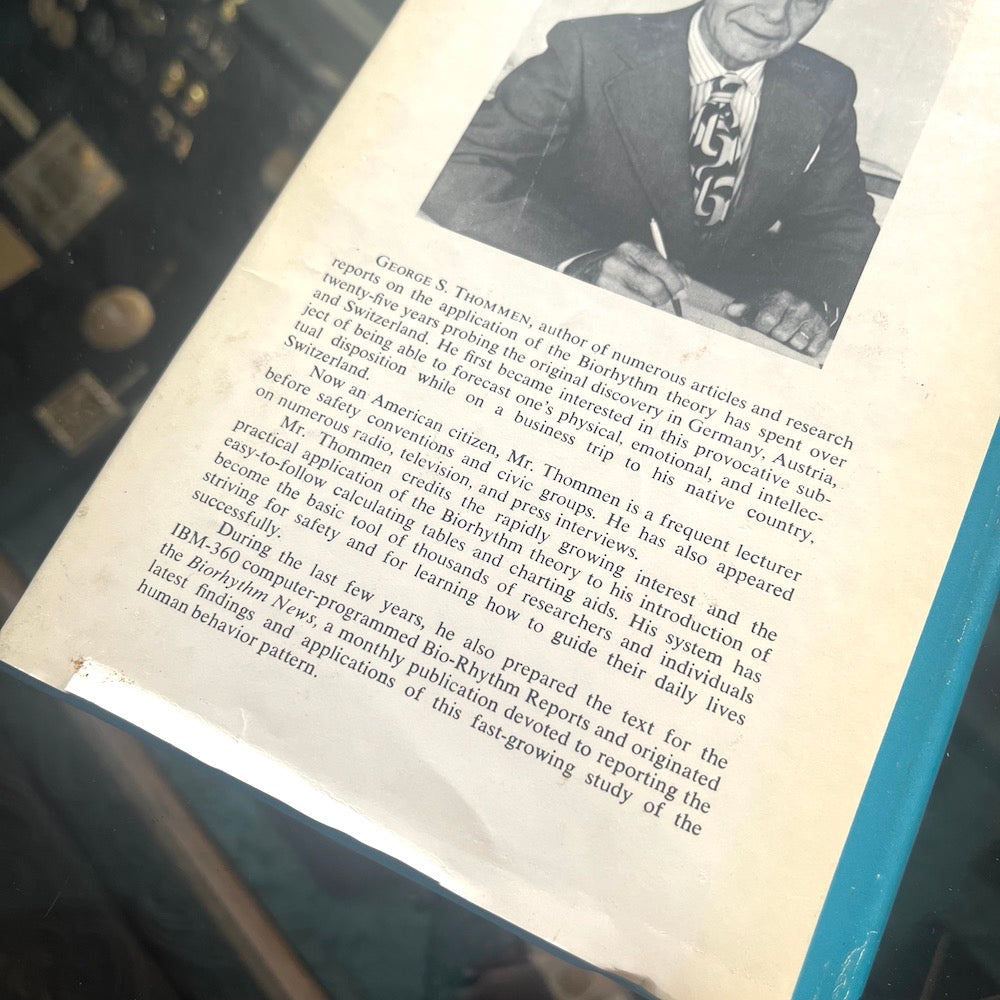 GEORGE S. THOMMEN, author of numerous articles and research
reports on the application of the Biorhythm theory has spent over
twenty-five years probing the original discovery in Germany, Austria,
and Switzerland. He first became interested in this provocative sub-
ject of being able to forecast one's physical, emotional, and intellec-
tual disposition while on a business trip to his native country,
Switzerland.
Now an American citizen, Mr. Thommen is a frequent lecturer
before safety conventions and civic groups. He has also appeared
on numerous radio, television, and press interviews.
Mr. Thommen credits the rapidly growing interest and the
practical application of the Biorhythm theory to his introduction of
easy-to-follow calculating tables and charting aids. His system has
become the basic tool of thousands of researchers and individuals
striving for safety and for learning how to guide their daily lives
successfully.
During the last few years, he also prepared the text for the
IBM-360 computer-programmed Bio-Rhythm Reports and originated
the Biorhythm News, a monthly publication devoted to reporting the
latest findings and applications of this fast-growing study of the
human behavior pattern.